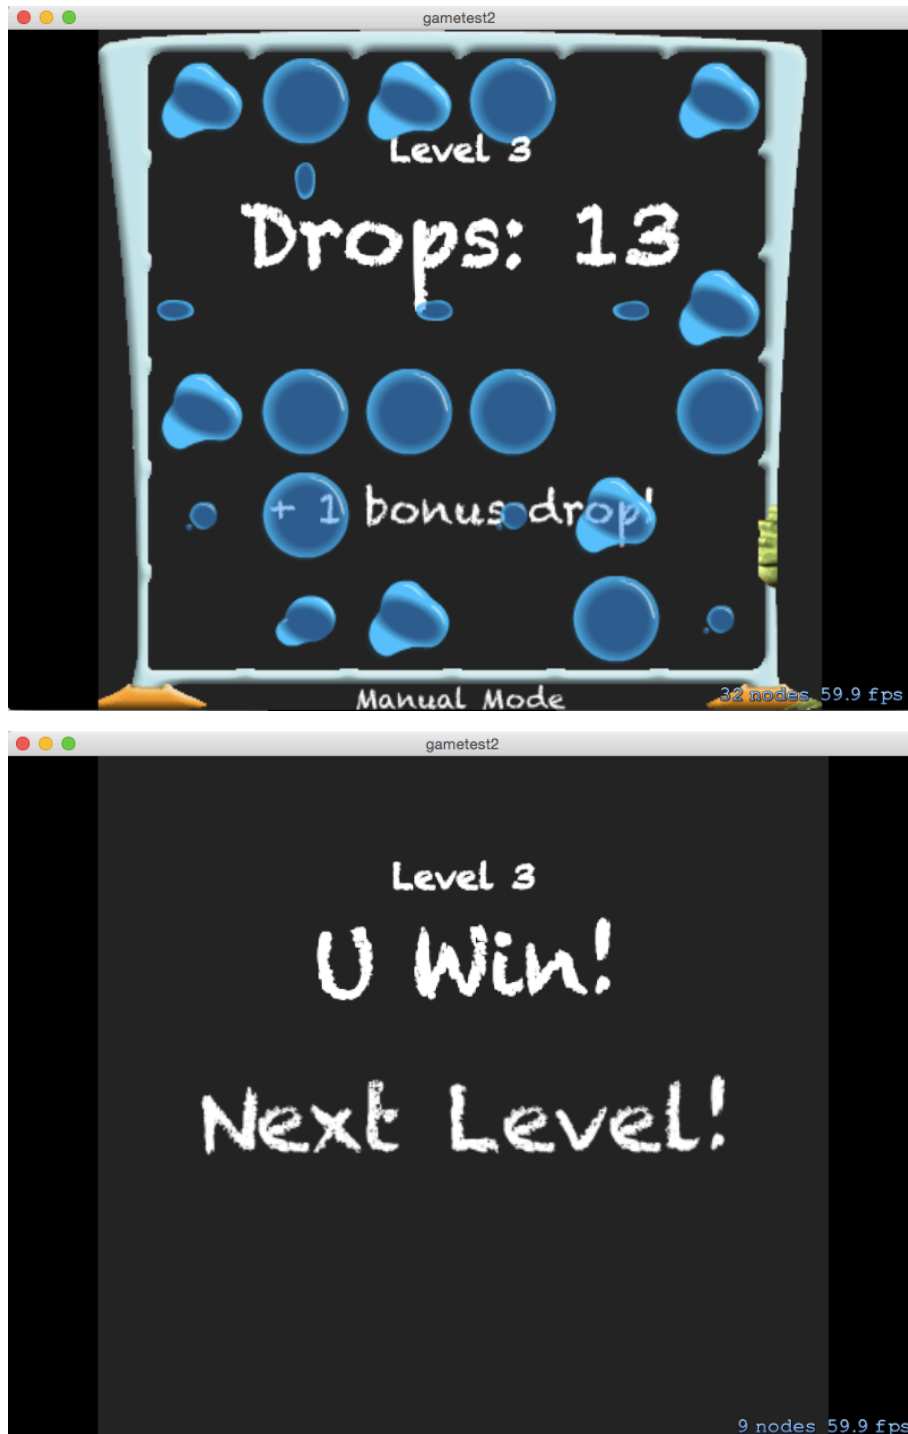 gametest2
Level 3
Drops: 13
+ 1 bonus drop!
Manual Mode
32 nodes 59.9 fps
gametest2
Level 3
U Win!
Next Level!
9 nodes 59.9 fps